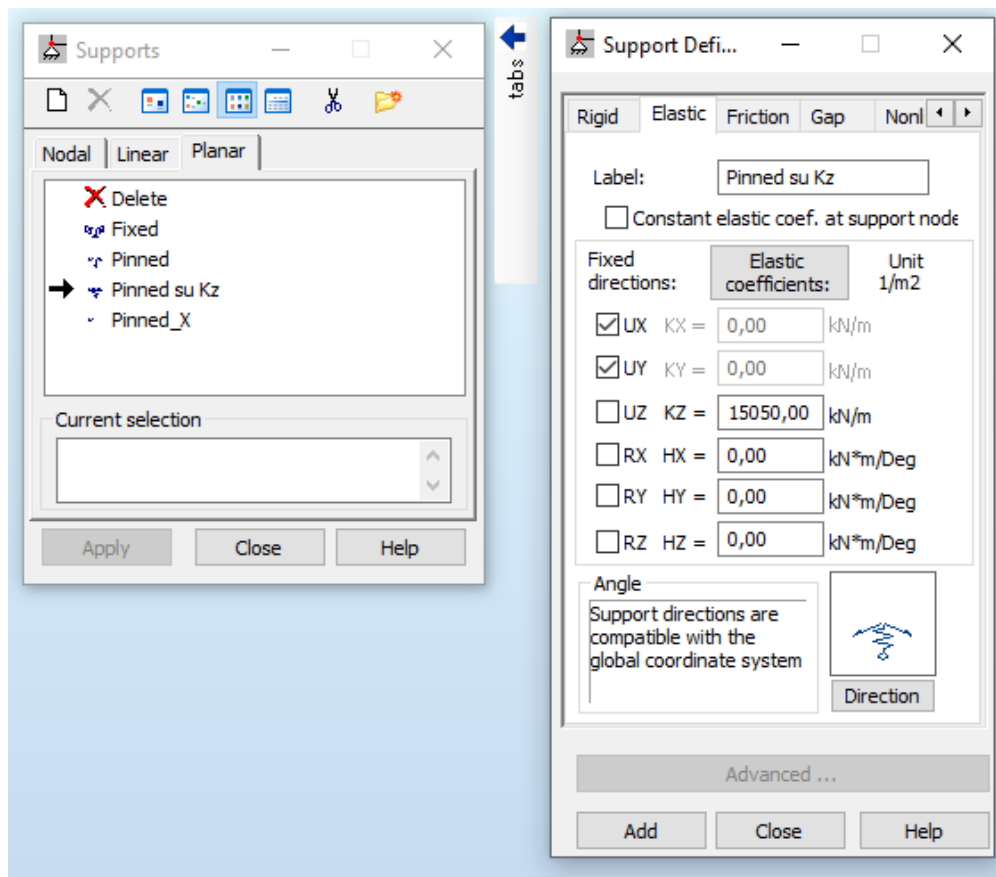 Supports
Nodal Linear Planar
Delete
Fixed
Pinned
Pinned su Kz
Pinned_X
Current selection
Apply Close Help
tabs
Support Defi...
Rigid Elastic Friction Gap Nonl
Label: Pinned su Kz
Constant elastic coef. at support node
Fixed directions:
Elastic coefficients:
Unit
1/m2
UX KX = 0,00 kN/m
UY KY = 0,00 kN/m
UZ KZ = 15050,00 kN/m
RX HX = 0,00 kN*m/Deg
RY HY = 0,00 kN*m/Deg
RZ HZ = 0,00 kN*m/Deg
Angle
Support directions are
compatible with the
global coordinate system
Direction
Advanced ...
Add Close Help